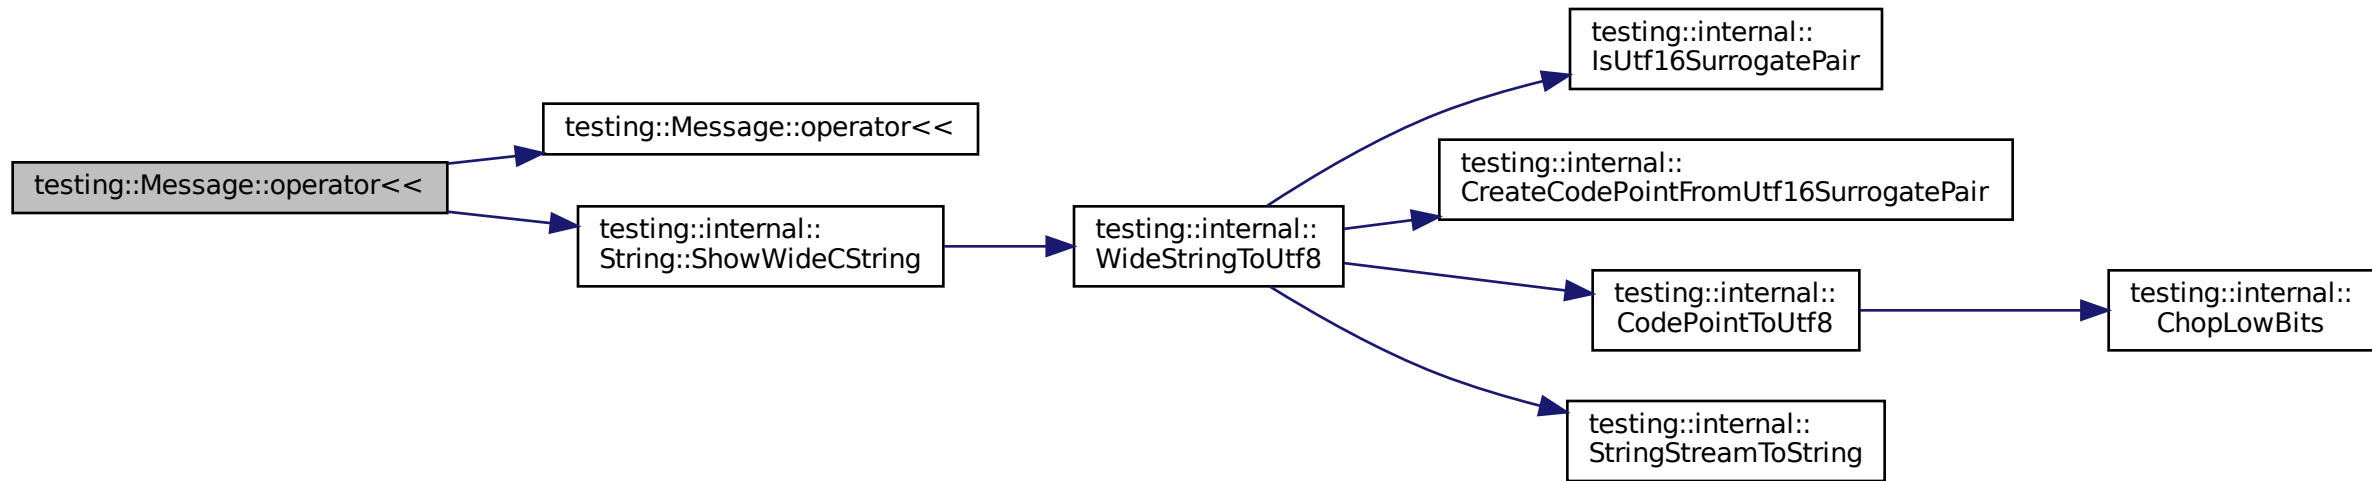 testing::Message::operator<<
testing::Message::operator<<
testing::internal::
String::ShowWideCString
testing::internal::
WideStringToUtf8
testing::internal::
IsUtf16SurrogatePair
testing::internal::
CreateCodePointFromUtf16SurrogatePair
testing::internal::
CodePointToUtf8
testing::internal::
ChopLowBits
testing::internal::
StringStreamToString